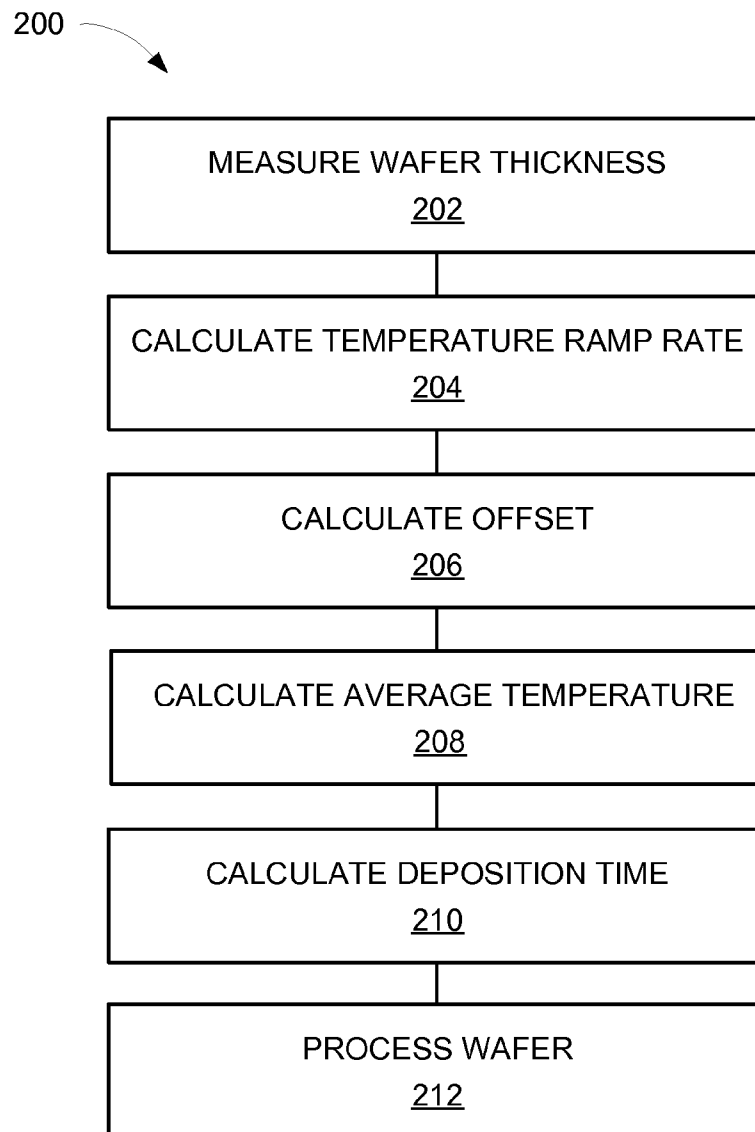 200
MEASURE WAFER THICKNESS
202
CALCULATE TEMPERATURE RAMP RATE
204
CALCULATE OFFSET
206
CALCULATE AVERAGE TEMPERATURE
208
CALCULATE DEPOSITION TIME
210
PROCESS WAFER
212